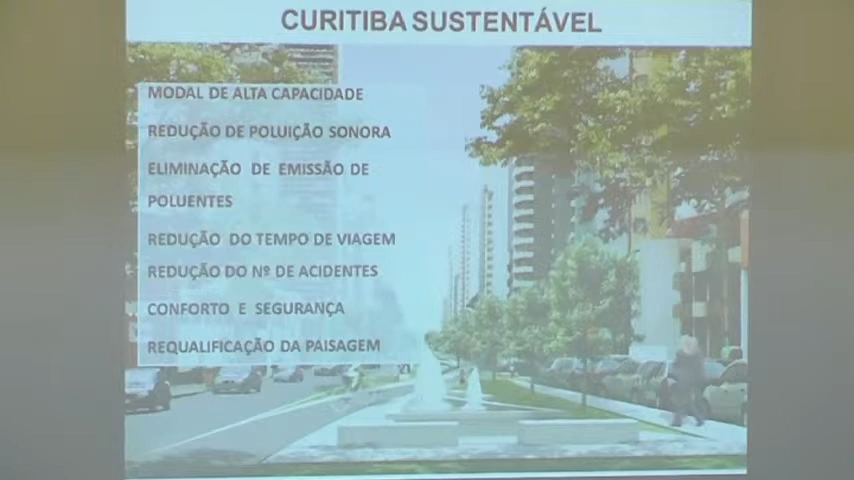 CURITIBA SUSTENTÁVEL
MODAL DE ALTA CAPACIDADE
REDUÇÃO DE POLUIÇÃO SONORA
ELIMINAÇÃO DE EMISSÃO DE
POLUENTES
REDUÇÃO DO TEMPO DE VIAGEM
REDUÇÃO DO Nº DE ACIDENTES
CONFORTO E SEGURANÇA
REQUALIFICAÇÃO DA PAISAGEM